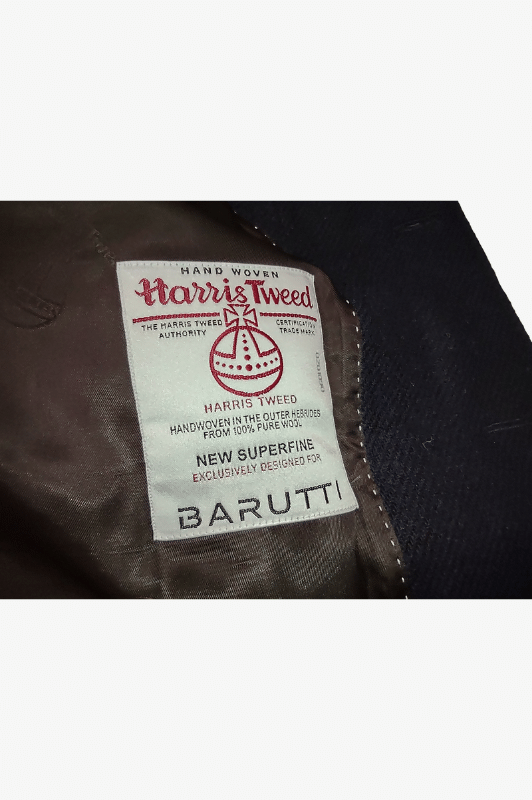 HAND WOVEN
Harris Tweed
THE HARRIS TWEED AUTHORITY
CERTIFICATION TRADE MARK
HARRIS TWEED
HANDWOVEN IN THE OUTER HEBRIDES
FROM 100% PURE WOOL
NEW SUPERFINE
EXCLUSIVELY DESIGNED FOR
BARUTTI